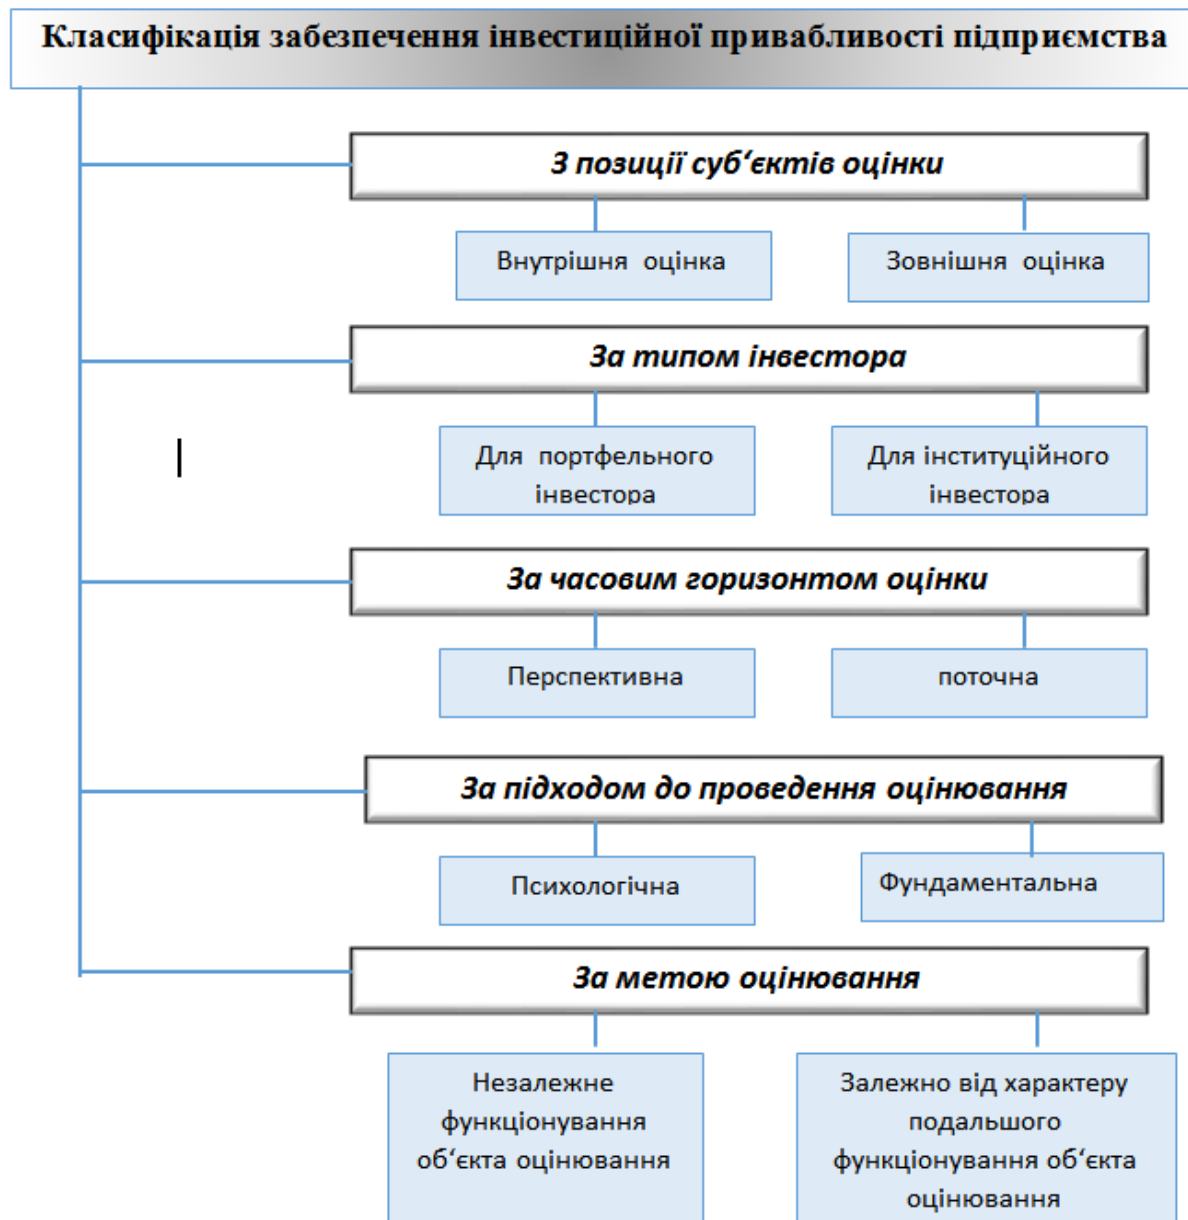 Класифікація забезпечення інвестиційної привабливості підприємства
З позиції суб‘єктів оцінки
Внутрішня оцінка
Зовнішня оцінка
За типом інвестора
Для портфельного
інвестора
Для інституційного
інвестора
За часовим горизонтом оцінки
Перспективна
поточна
За підходом до проведення оцінювання
Психологічна
Фундаментальна
За метою оцінювання
Незалежне
функціонування
об‘єкта оцінювання
Залежно від характеру
подальшого
функціонування об‘єкта
оцінювання